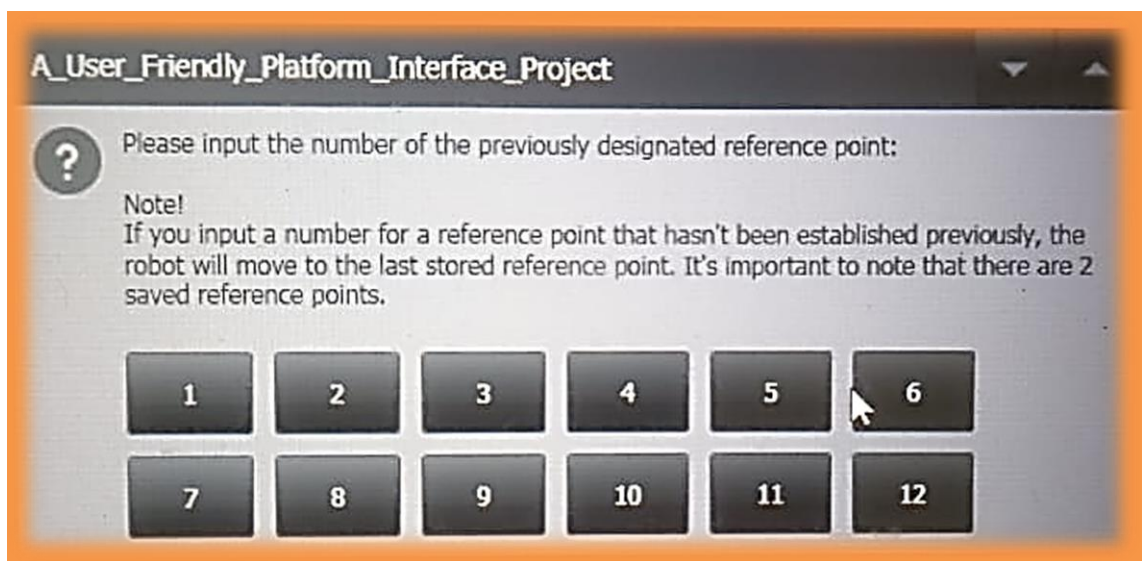 A_User_Friendly_Platform_Interface_Project
Please input the number of the previously designated reference point:
Note!
If you input a number for a reference point that hasn't been established previously, the
robot will move to the last stored reference point. It's important to note that there are 2
saved reference points.
1 2 3 4 5 6
7 8 9 10 11 12